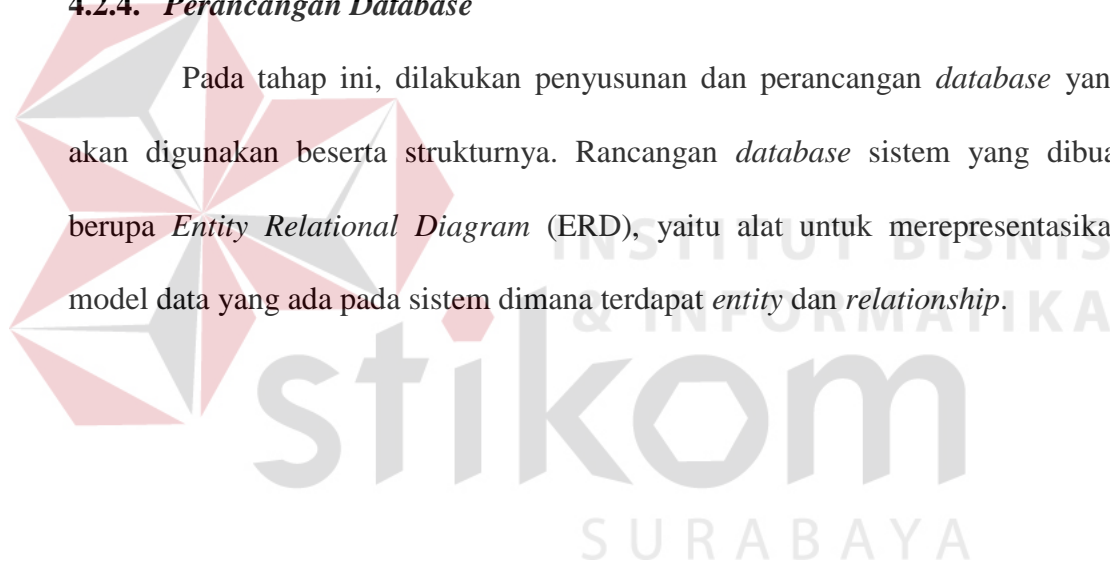 4.2.4. Perancangan Database
Pada tahap ini, dilakukan penyusunan dan perancangan database yan
akan digunakan beserta strukturnya. Rancangan database sistem yang dibua
berupa Entity Relational Diagram (ERD), yaitu alat untuk merepresentasika
model data yang ada pada sistem dimana terdapat entity dan relationship.
INSTITUT BISNIS
& INFORMATIKA
stikom
SURABAYA